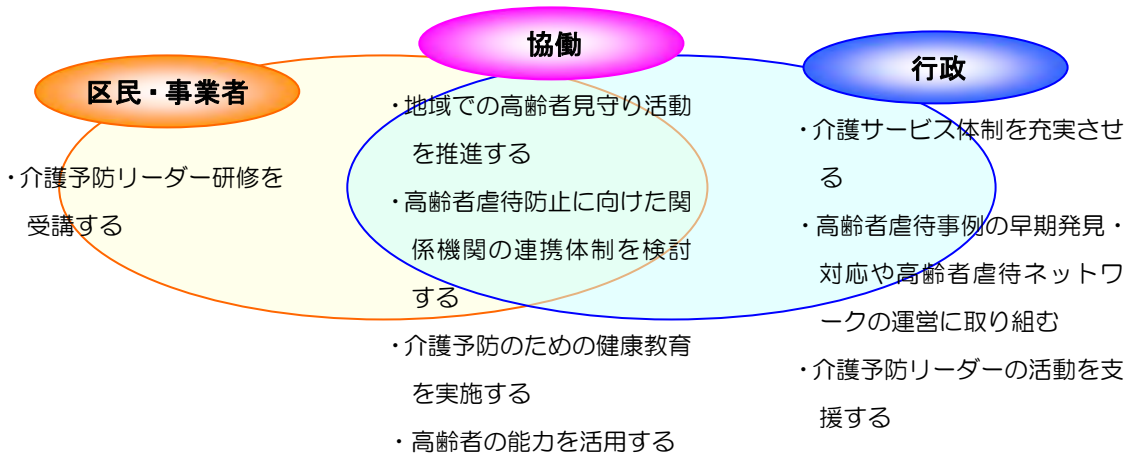 区民・事業者
・介護予防リーダー研修を
受講する
協働
・地域での高齢者見守り活動
を推進する
・高齢者虐待防止に向けた関
係機関の連携体制を検討
する
・介護予防のための健康教育
を実施する
・高齢者の能力を活用する
行政
・介護サービス体制を充実させ
る
・高齢者虐待事例の早期発見・
対応や高齢者虐待ネットワ
ークの運営に取り組む
・介護予防リーダーの活動を支
援する